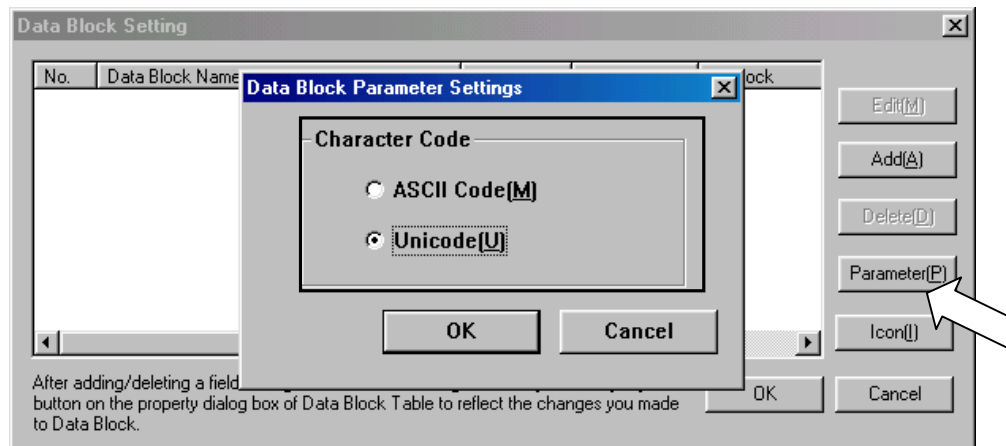 Data Block Setting
No. Data Block Name ock
Data Block Parameter Settings
Character Code
ASCII Code(M)
Unicode(U)
OK Cancel
Edit(M)
Add(A)
Delete(D)
Parameter(P)
Icon(I)
After adding/deleting a field
button on the property dialog box of Data Block Table to reflect the changes you made
to Data Block.
OK Cancel